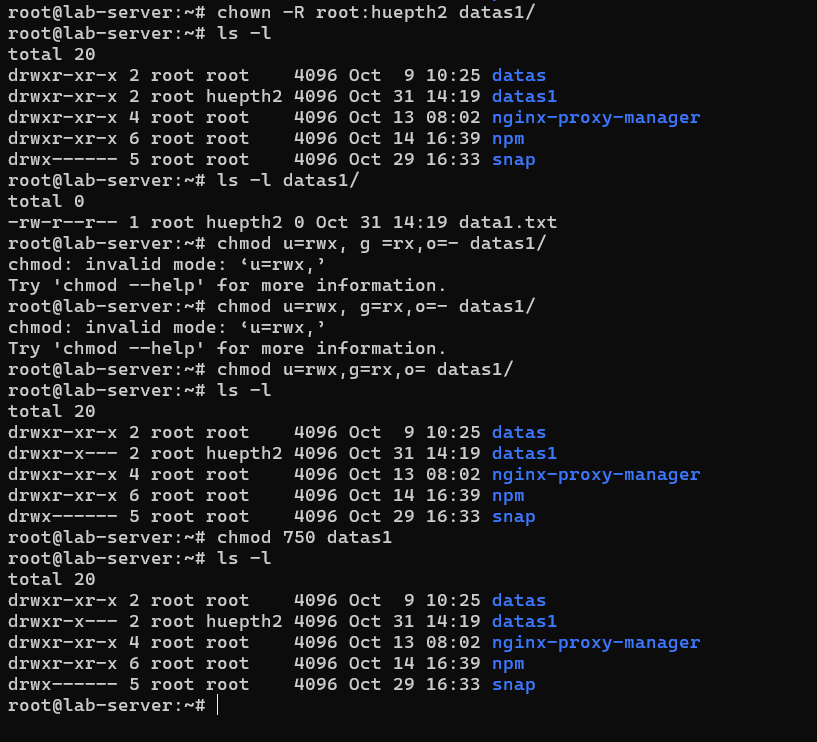 root@lab-server:~# chown -R root:huepth2 datas1/
root@lab-server:~# ls -l
total 20
drwxr-xr-x 2 root root    4096 Oct  9 10:25 datas
drwxr-xr-x 2 root huepth2 4096 Oct 31 14:19 datas1
drwxr-xr-x 4 root root    4096 Oct 13 08:02 nginx-proxy-manager
drwxr-xr-x 6 root root    4096 Oct 14 16:39 npm
drwx------ 5 root root    4096 Oct 29 16:33 snap
root@lab-server:~# ls -l datas1/
total 0
-rw-r--r-- 1 root huepth2 0 Oct 31 14:19 data1.txt
root@lab-server:~# chmod u=rwx, g =rx,o=- datas1/
chmod: invalid mode: ‘u=rwx,’
Try 'chmod --help' for more information.
root@lab-server:~# chmod u=rwx, g=rx,o=- datas1/
chmod: invalid mode: ‘u=rwx,’
Try 'chmod --help' for more information.
root@lab-server:~# chmod u=rwx,g=rx,o= datas1/
root@lab-server:~# ls -l
total 20
drwxr-xr-x 2 root root    4096 Oct  9 10:25 datas
drwxr-x--- 2 root huepth2 4096 Oct 31 14:19 datas1
drwxr-xr-x 4 root root    4096 Oct 13 08:02 nginx-proxy-manager
drwxr-xr-x 6 root root    4096 Oct 14 16:39 npm
drwx------ 5 root root    4096 Oct 29 16:33 snap
root@lab-server:~# chmod 750 datas1
root@lab-server:~# ls -l
total 20
drwxr-xr-x 2 root root    4096 Oct  9 10:25 datas
drwxr-x--- 2 root huepth2 4096 Oct 31 14:19 datas1
drwxr-xr-x 4 root root    4096 Oct 13 08:02 nginx-proxy-manager
drwxr-xr-x 6 root root    4096 Oct 14 16:39 npm
drwx------ 5 root root    4096 Oct 29 16:33 snap
root@lab-server:~#